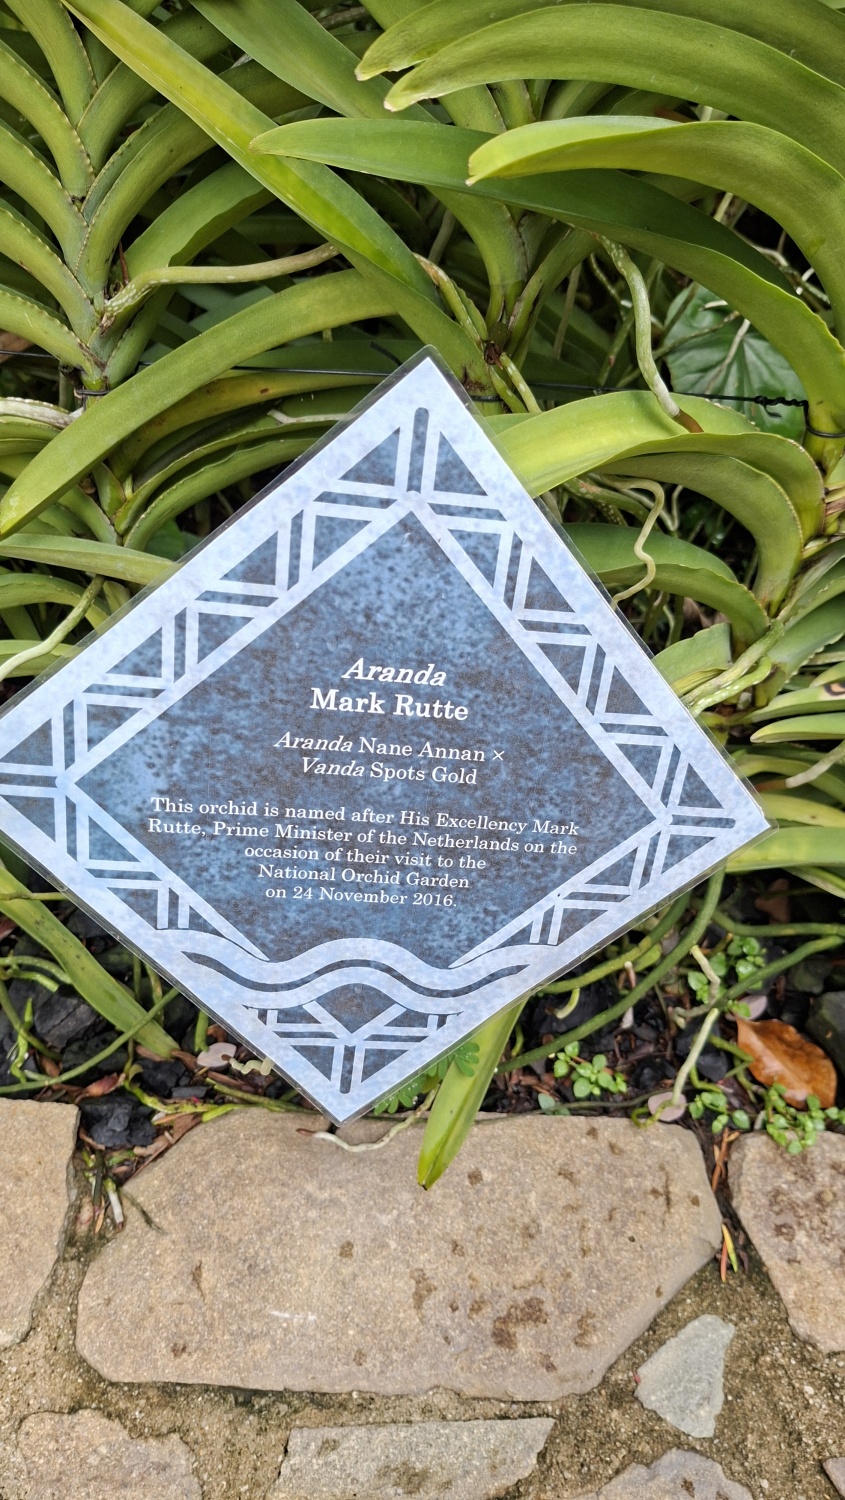 Aranda
Mark Rutte
Aranda Nane Annan ×
Vanda Spots Gold
This orchid is named after His Excellency Mark
Rutte, Prime Minister of the Netherlands on the
occasion of their visit to the
National Orchid Garden
on 24 November 2016.